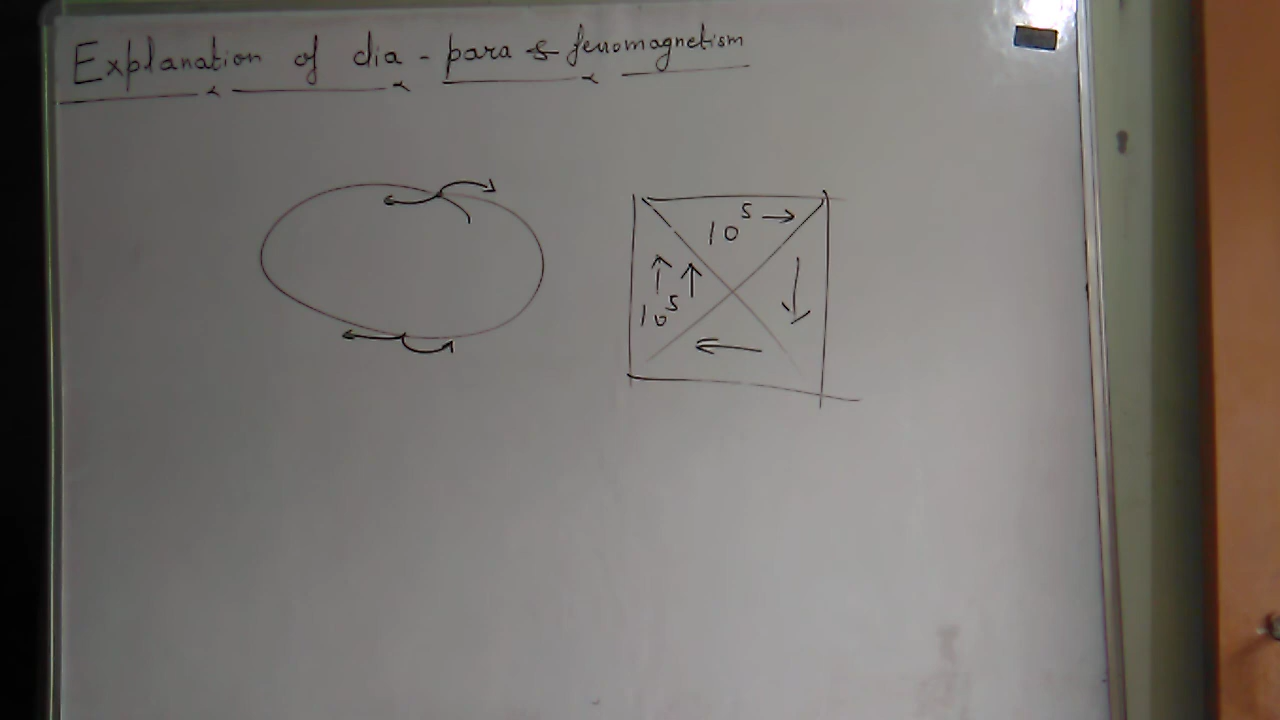 Explanation of dia - para & ferromagnetism
10⁵
10⁵